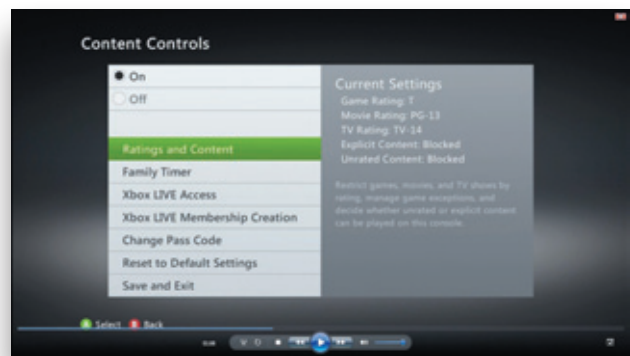 Content Controls
On
Off
Ratings and Content
Family Timer
Xbox LIVE Access
Xbox LIVE Membership Creation
Change Pass Code
Reset to Default Settings
Save and Exit
Current Settings
Game Rating: T
Movie Rating: PG-13
TV Rating: TV-14
Explicit Content: Blocked
Unrated Content: Blocked
Restrict games, movies, and TV shows by
rating, manage game exceptions, and
decide whether unrated or explicit content
can be played on this console.
A Select B Back